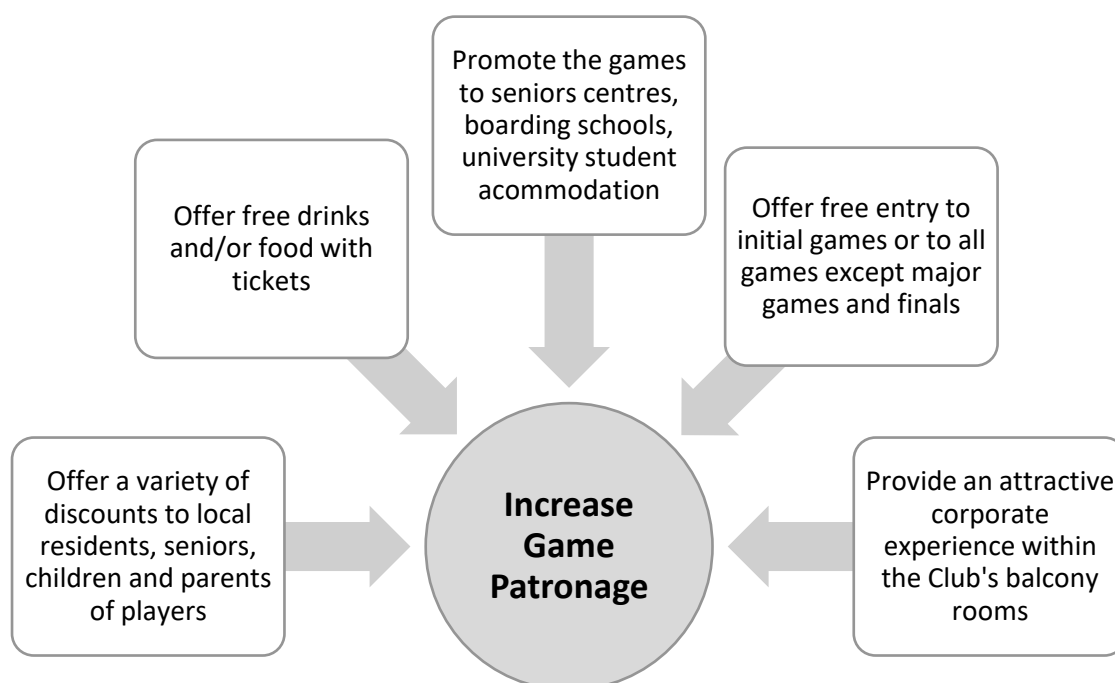 Promote the games
to seniors centres,
boarding schools,
university student
acommodation
Offer free drinks
and/or food with
tickets
Offer free entry to
initial games or to all
games except major
games and finals
Offer a variety of
discounts to local
residents, seniors,
children and parents
of players
Increase
Game
Patronage
Provide an attractive
corporate
experience within
the Club's balcony
rooms